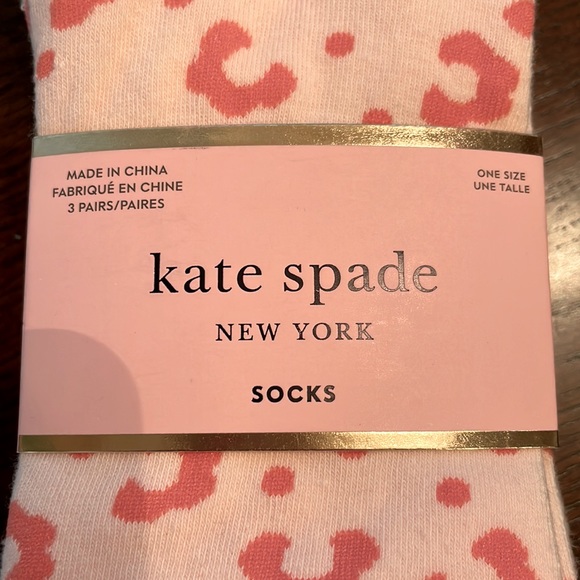 MADE IN CHINA
FABRIQUÉ EN CHINE
3 PAIRS/PAIRES
ONE SIZE
UNE TALLE
kate spade
NEW YORK
SOCKS